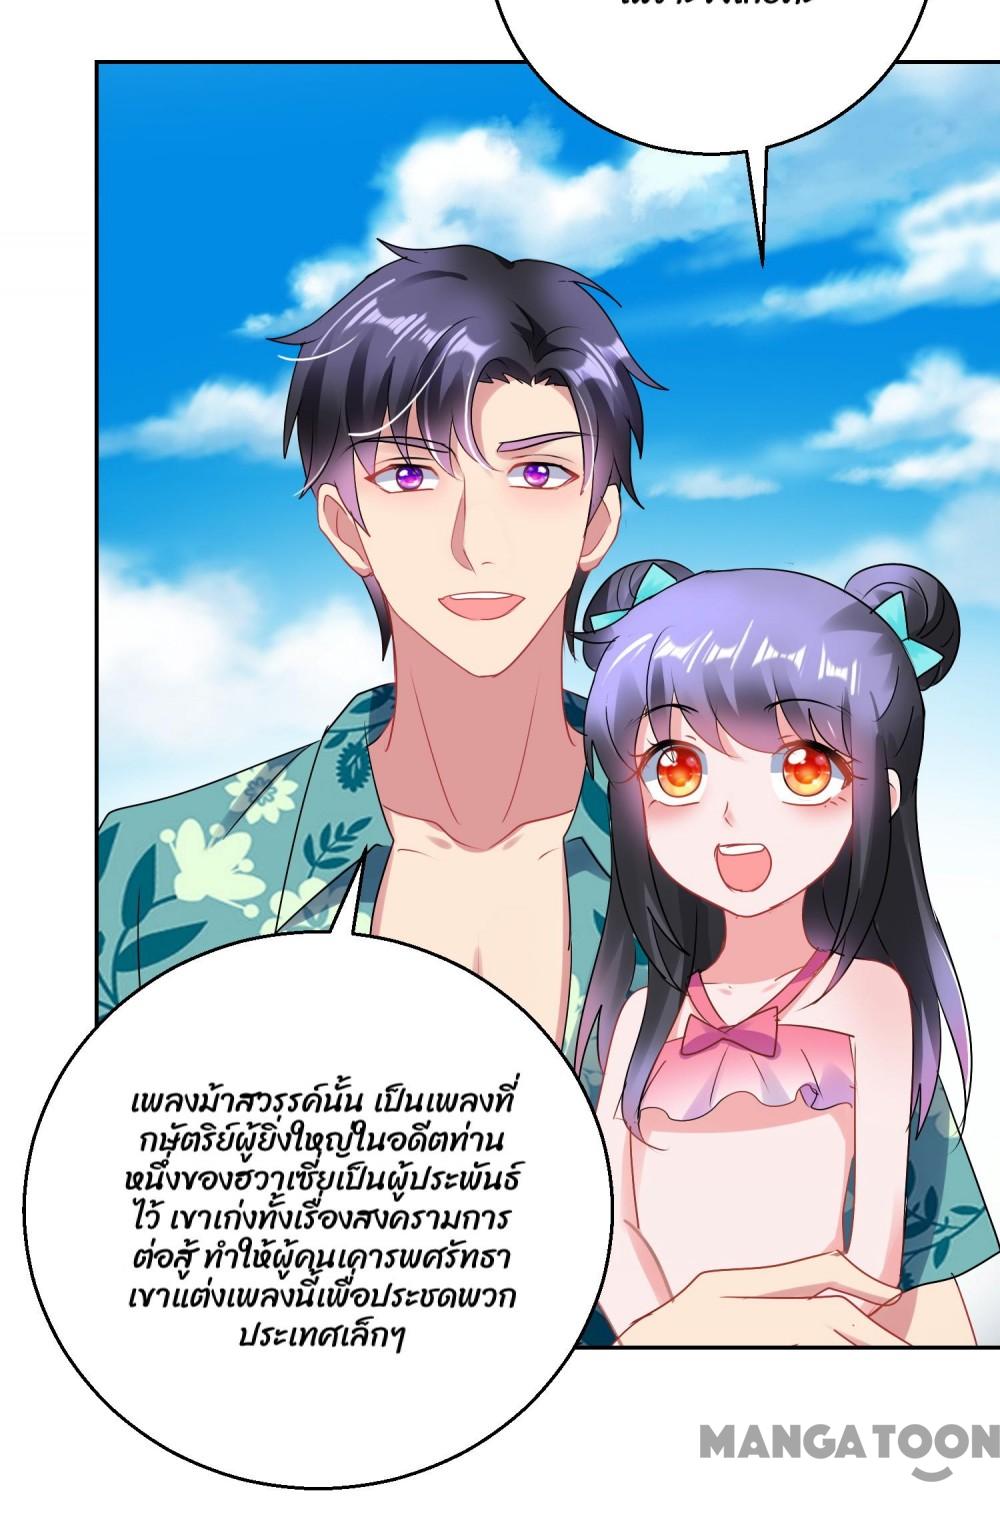 เพลงม้าสวรรค์นั้น เป็นเพลงที่
กษัตริย์ผู้ยิ่งใหญ่ในอดีตท่าน
หนึ่งของฮวาเซี่ยเป็นผู้ประพันธ์
ไว้ เขาเก่งทั้งเรื่องสงครามการ
ต่อสู้ ทำให้ผู้คนเคารพศรัทธา
เขาแต่งเพลงนี้เพื่อประชดพวก
ประเทศเล็กๆ
MANGATOON